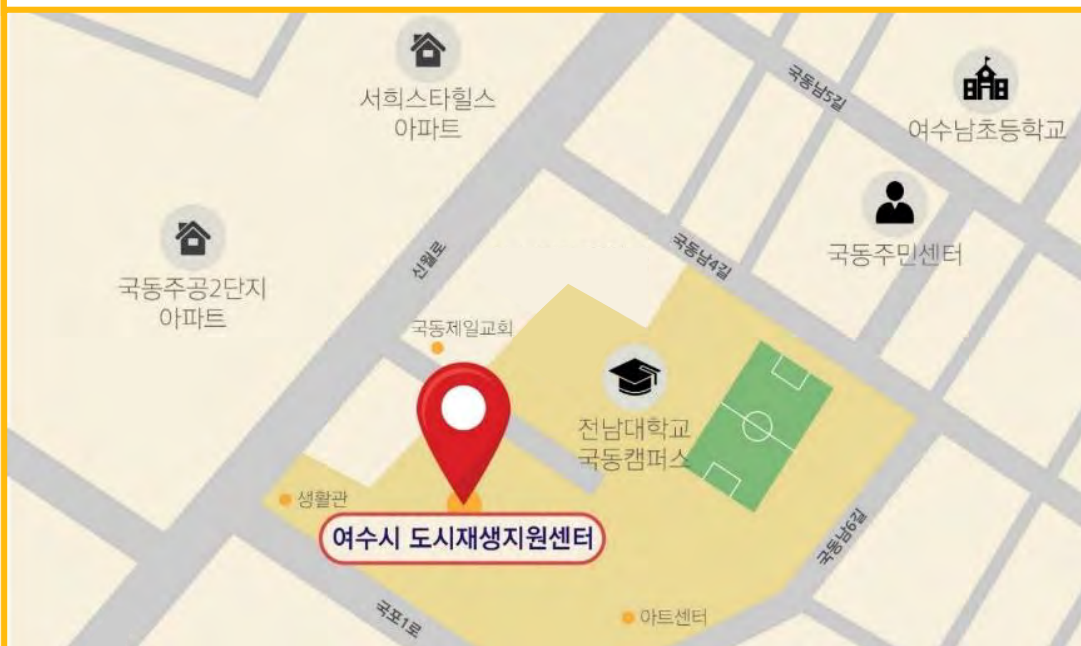 서희스타힐스
아파트
국동남5길
여수남초등학교
국동주민센터
국동남4길
신월로
국동주공2단지
아파트
국동제일교회
전남대학교
국동캠퍼스
생활관
여수시 도시재생지원센터
국동남6길
국포1로
아트센터